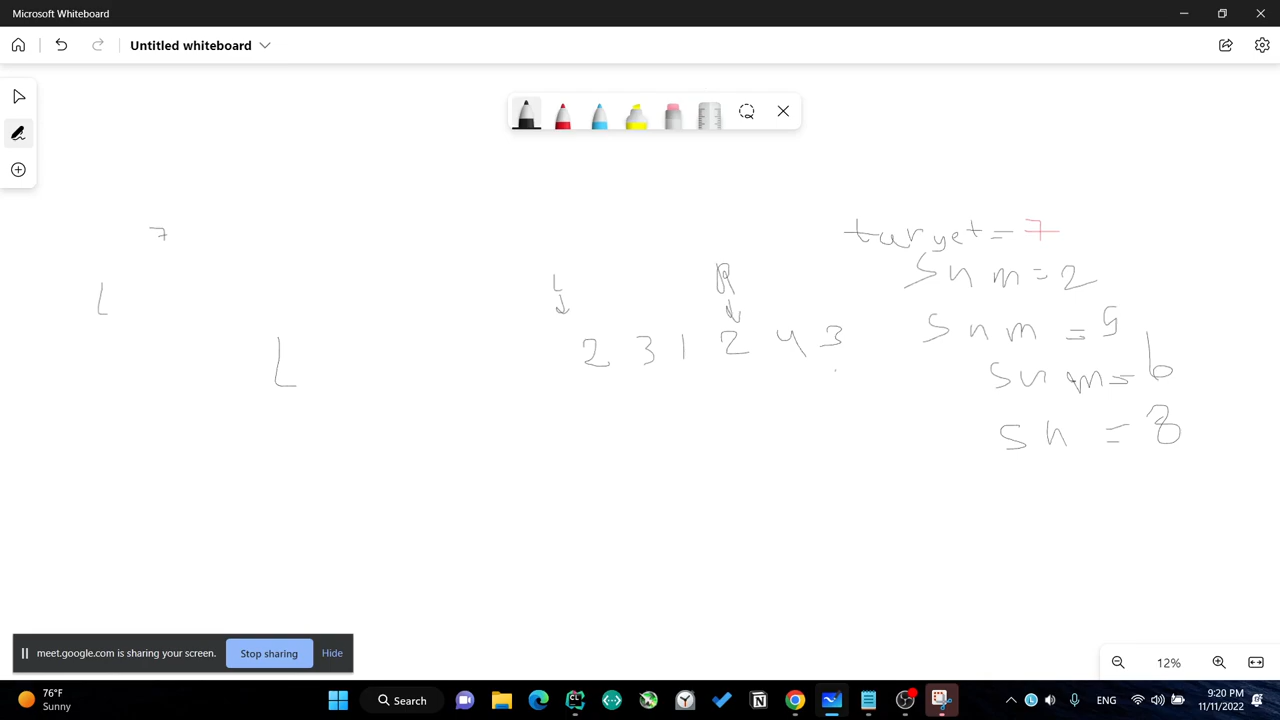 Microsoft Whiteboard
Untitled whiteboard
7
target = 7
L
R
sum = 2
L
2 3 1 2 4 3
sum = 5
L
sum = 6
su = 8
meet.google.com is sharing your screen.
Stop sharing
Hide
12%
76°F
Sunny
Search
ENG
9:20 PM
11/11/2022